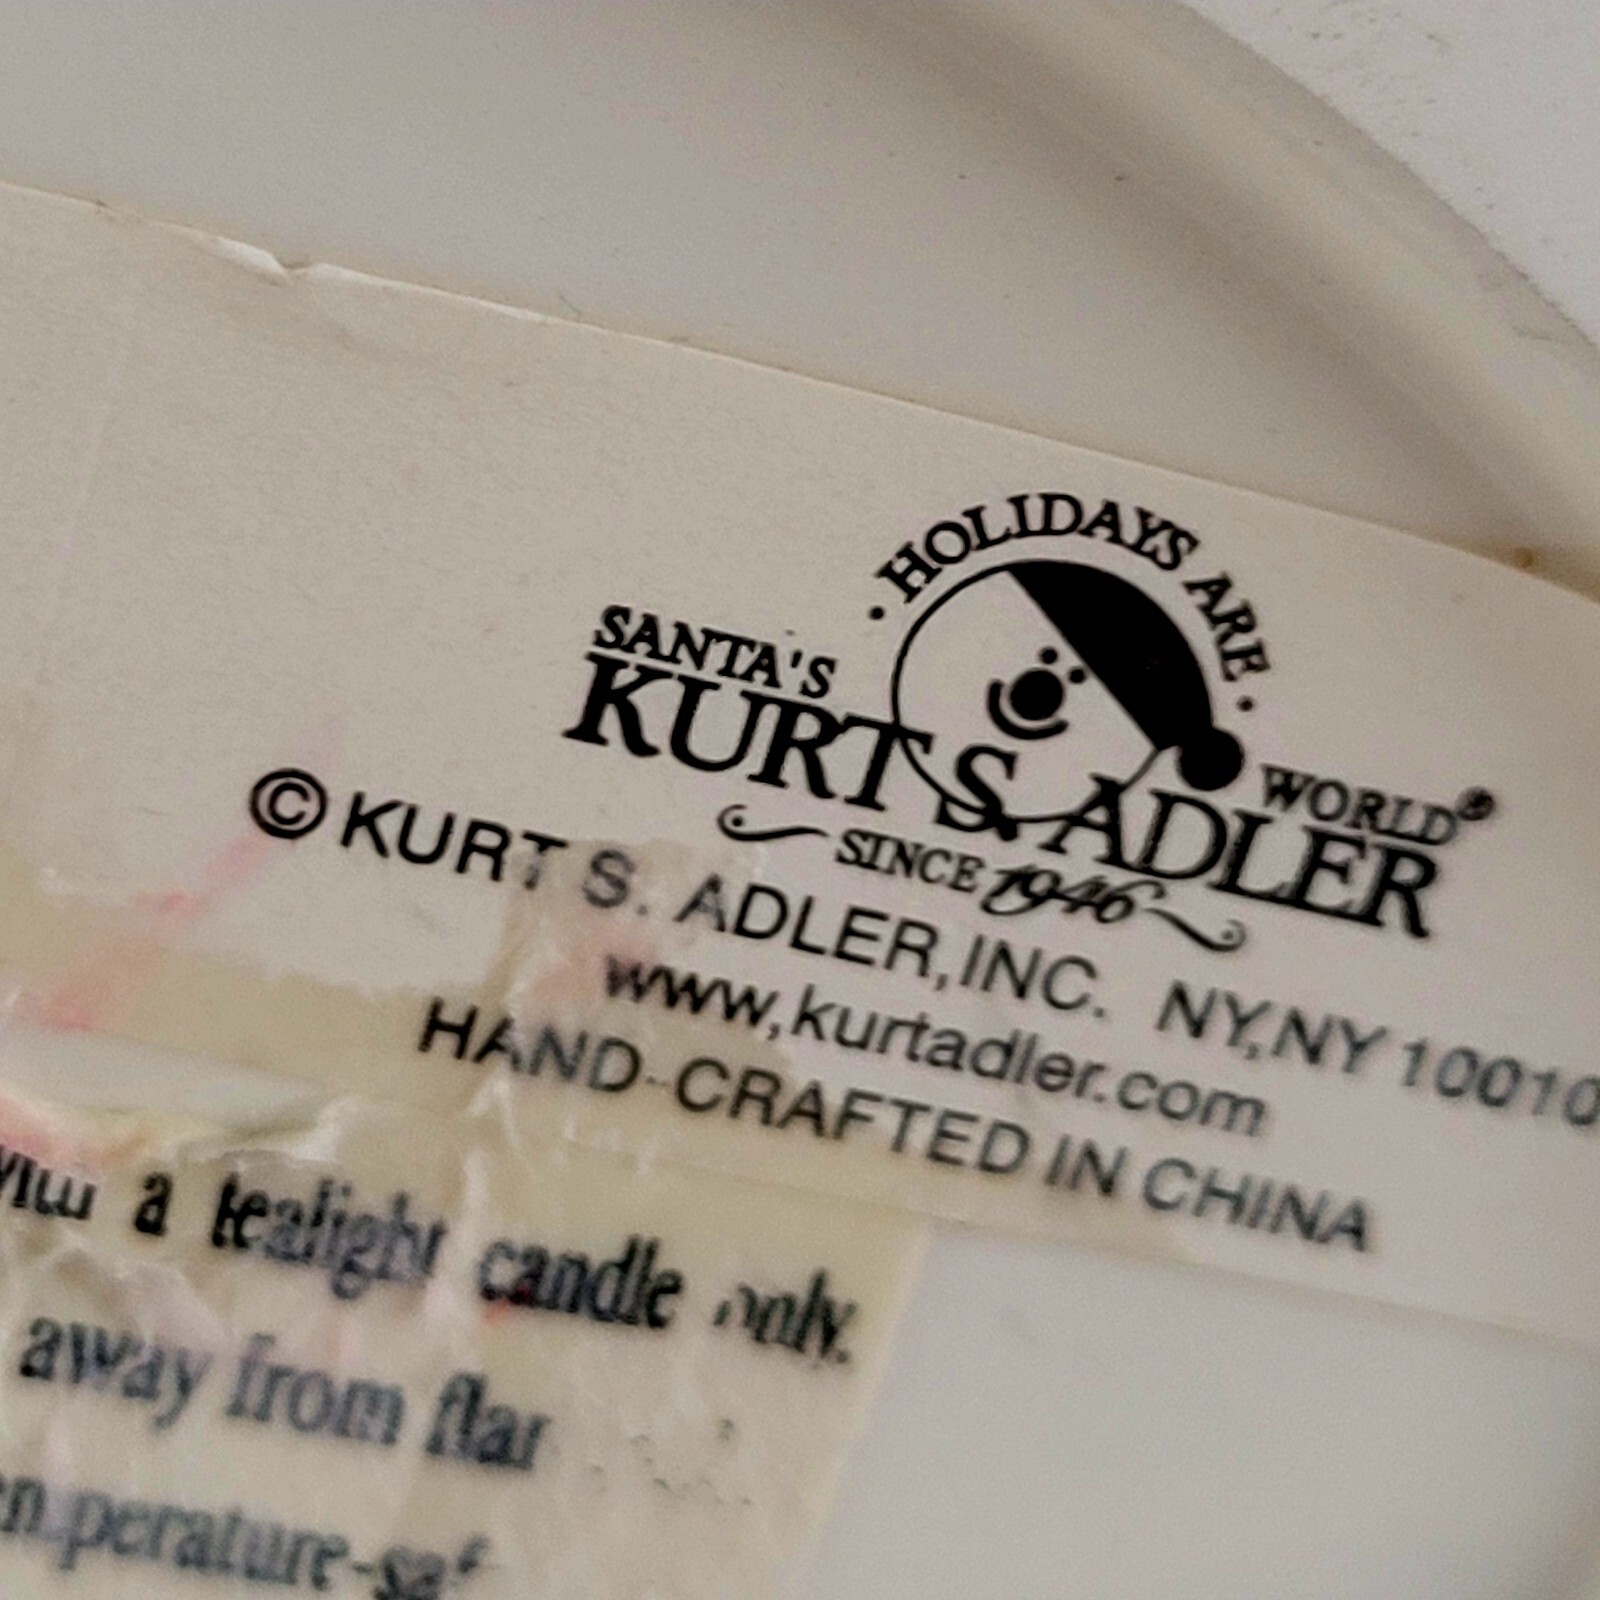 · HOLIDAYS ARE ·
SANTA'S WORLD®
KURT S. ADLER
SINCE 1946
© KURT S. ADLER, INC. NY, NY 10010
www,kurtadler.com
HAND-CRAFTED IN CHINA
a tealight candle only.
away from